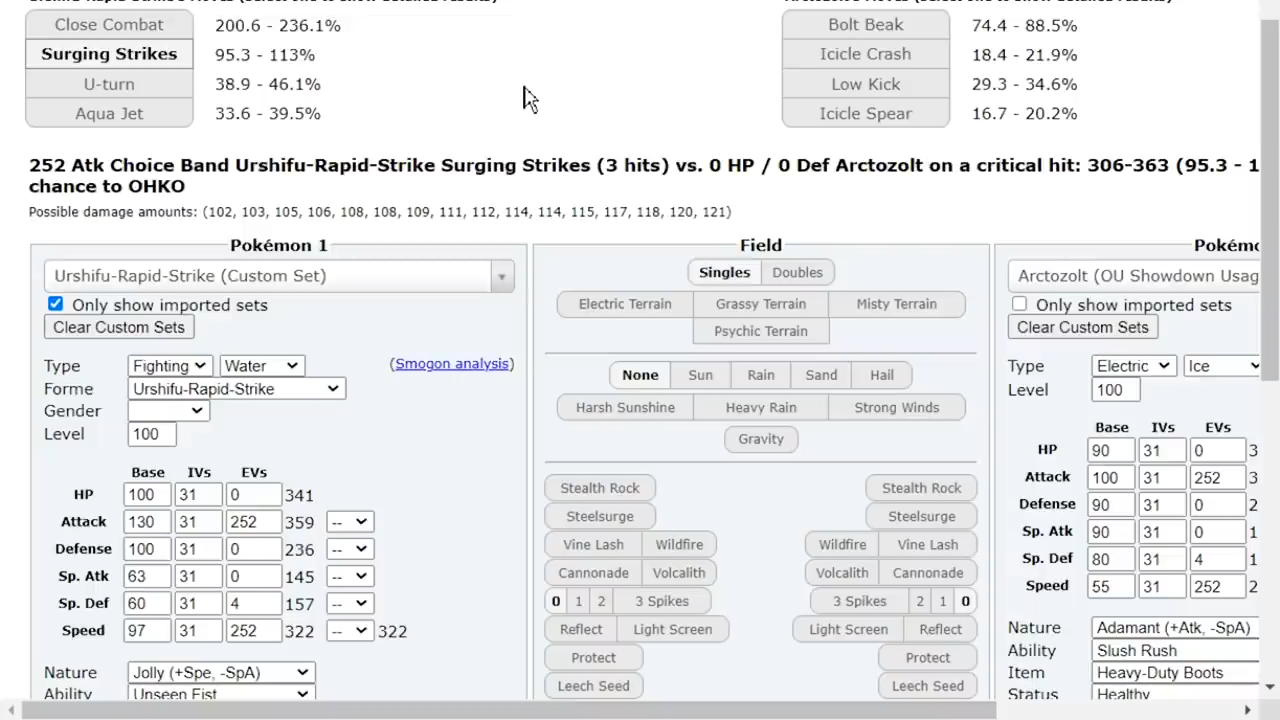 Close Combat 200.6 - 236.1% Bolt Beak 74.4 - 88.5%
Surging Strikes 95.3 - 113% Icicle Crash 18.4 - 21.9%
U-turn 38.9 - 46.1% Low Kick 29.3 - 34.6%
Aqua Jet 33.6 - 39.5% Icicle Spear 16.7 - 20.2%
252 Atk Choice Band Urshifu-Rapid-Strike Surging Strikes (3 hits) vs. 0 HP / 0 Def Arctozolt on a critical hit: 306-363 (95.3 - 1
chance to OHKO
Possible damage amounts: (102, 103, 105, 106, 108, 108, 109, 111, 112, 114, 114, 115, 117, 118, 120, 121)
Pokémon 1
Urshifu-Rapid-Strike (Custom Set)
Only show imported sets
Clear Custom Sets
Type Fighting Water (Smogon analysis)
Forme Urshifu-Rapid-Strike
Gender
Level 100
Base IVs EVs
HP 100 31 0 341
Attack 130 31 252 359 --
Defense 100 31 0 236 --
Sp. Atk 63 31 0 145 --
Sp. Def 60 31 4 157 --
Speed 97 31 252 322 -- 322
Nature Jolly (+Spe, -SpA)
Ability Unseen Fist
Field
Singles Doubles
Electric Terrain Grassy Terrain Misty Terrain
Psychic Terrain
None Sun Rain Sand Hail
Harsh Sunshine Heavy Rain Strong Winds
Gravity
Stealth Rock Stealth Rock
Steelsurge Steelsurge
Vine Lash Wildfire Wildfire Vine Lash
Cannonade Volcalith Volcalith Cannonade
0 1 2 3 Spikes 3 Spikes 2 1 0
Reflect Light Screen Light Screen Reflect
Protect Protect
Leech Seed Leech Seed
Pokémo
Arctozolt (OU Showdown Usag
Only show imported sets
Clear Custom Sets
Type Electric Ice
Level 100
Base IVs EVs
HP 90 31 0 3
Attack 100 31 252 3
Defense 90 31 0 2
Sp. Atk 90 31 0 1
Sp. Def 80 31 4 1
Speed 55 31 252 2
Nature Adamant (+Atk, -SpA)
Ability Slush Rush
Item Heavy-Duty Boots
Status Healthy